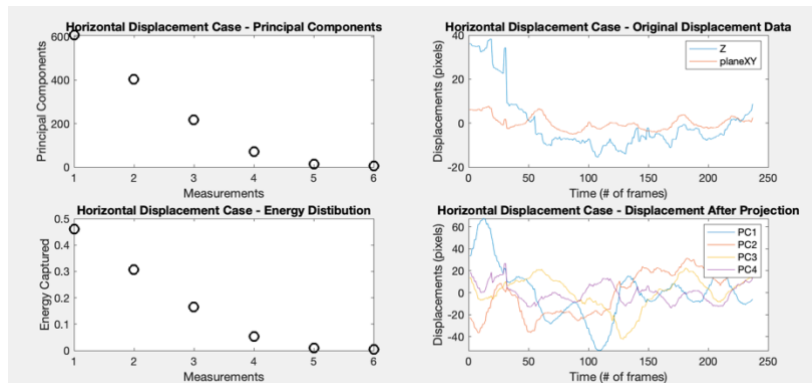 Horizontal Displacement Case - Principal Components
Principal Components
600
400
200
0
1 2 3 4 5 6
Measurements
Horizontal Displacement Case - Original Displacement Data
Displacements (pixels)
40
20
0
-20
0 50 100 150 200 250
Time (# of frames)
Z
planeXY
Horizontal Displacement Case - Energy Distibution
Energy Captured
0.5
0.4
0.3
0.2
0.1
0
1 2 3 4 5 6
Measurements
Horizontal Displacement Case - Displacement After Projection
Displacements (pixels)
60
40
20
0
-20
-40
0 50 100 150 200 250
Time (# of frames)
PC1
PC2
PC3
PC4